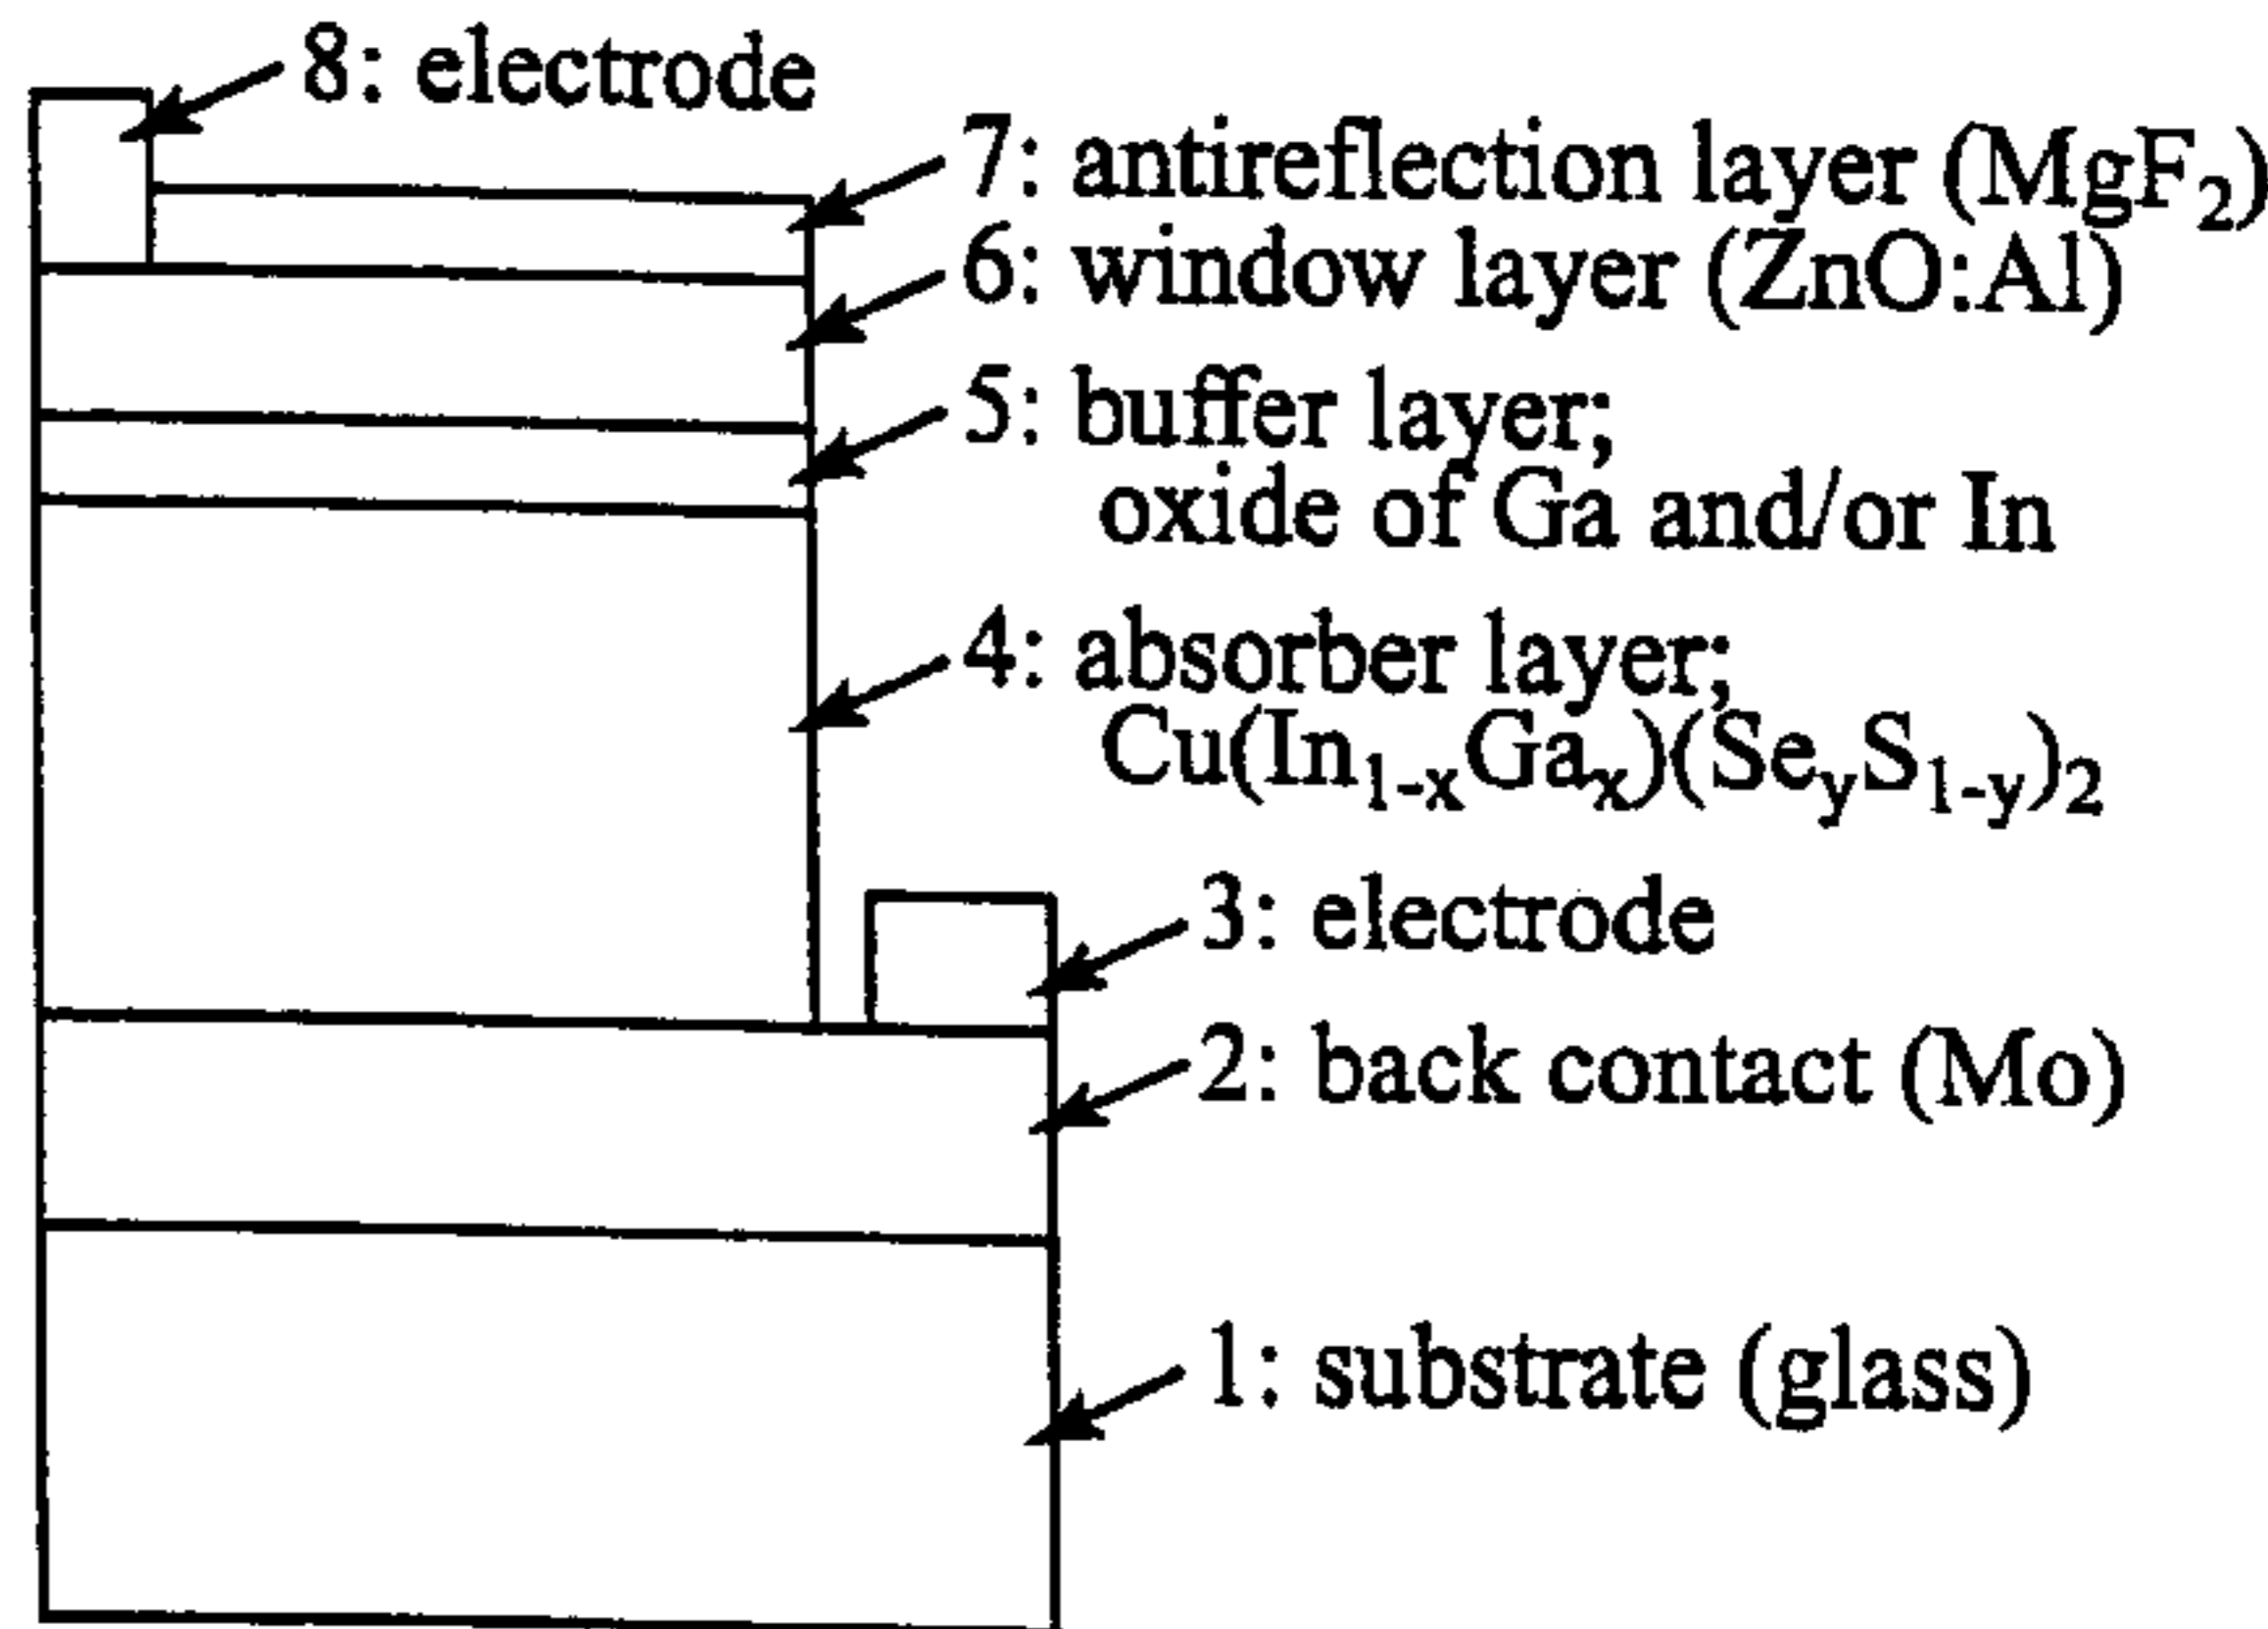 8: electrode
7: antireflection layer (MgF₂)
6: window layer (ZnO:Al)
5: buffer layer;
oxide of Ga and/or In
4: absorber layer;
Cu(In₁₋ₓGaₓ)(SeᵧS₁₋ᵧ)₂
3: electrode
2: back contact (Mo)
1: substrate (glass)